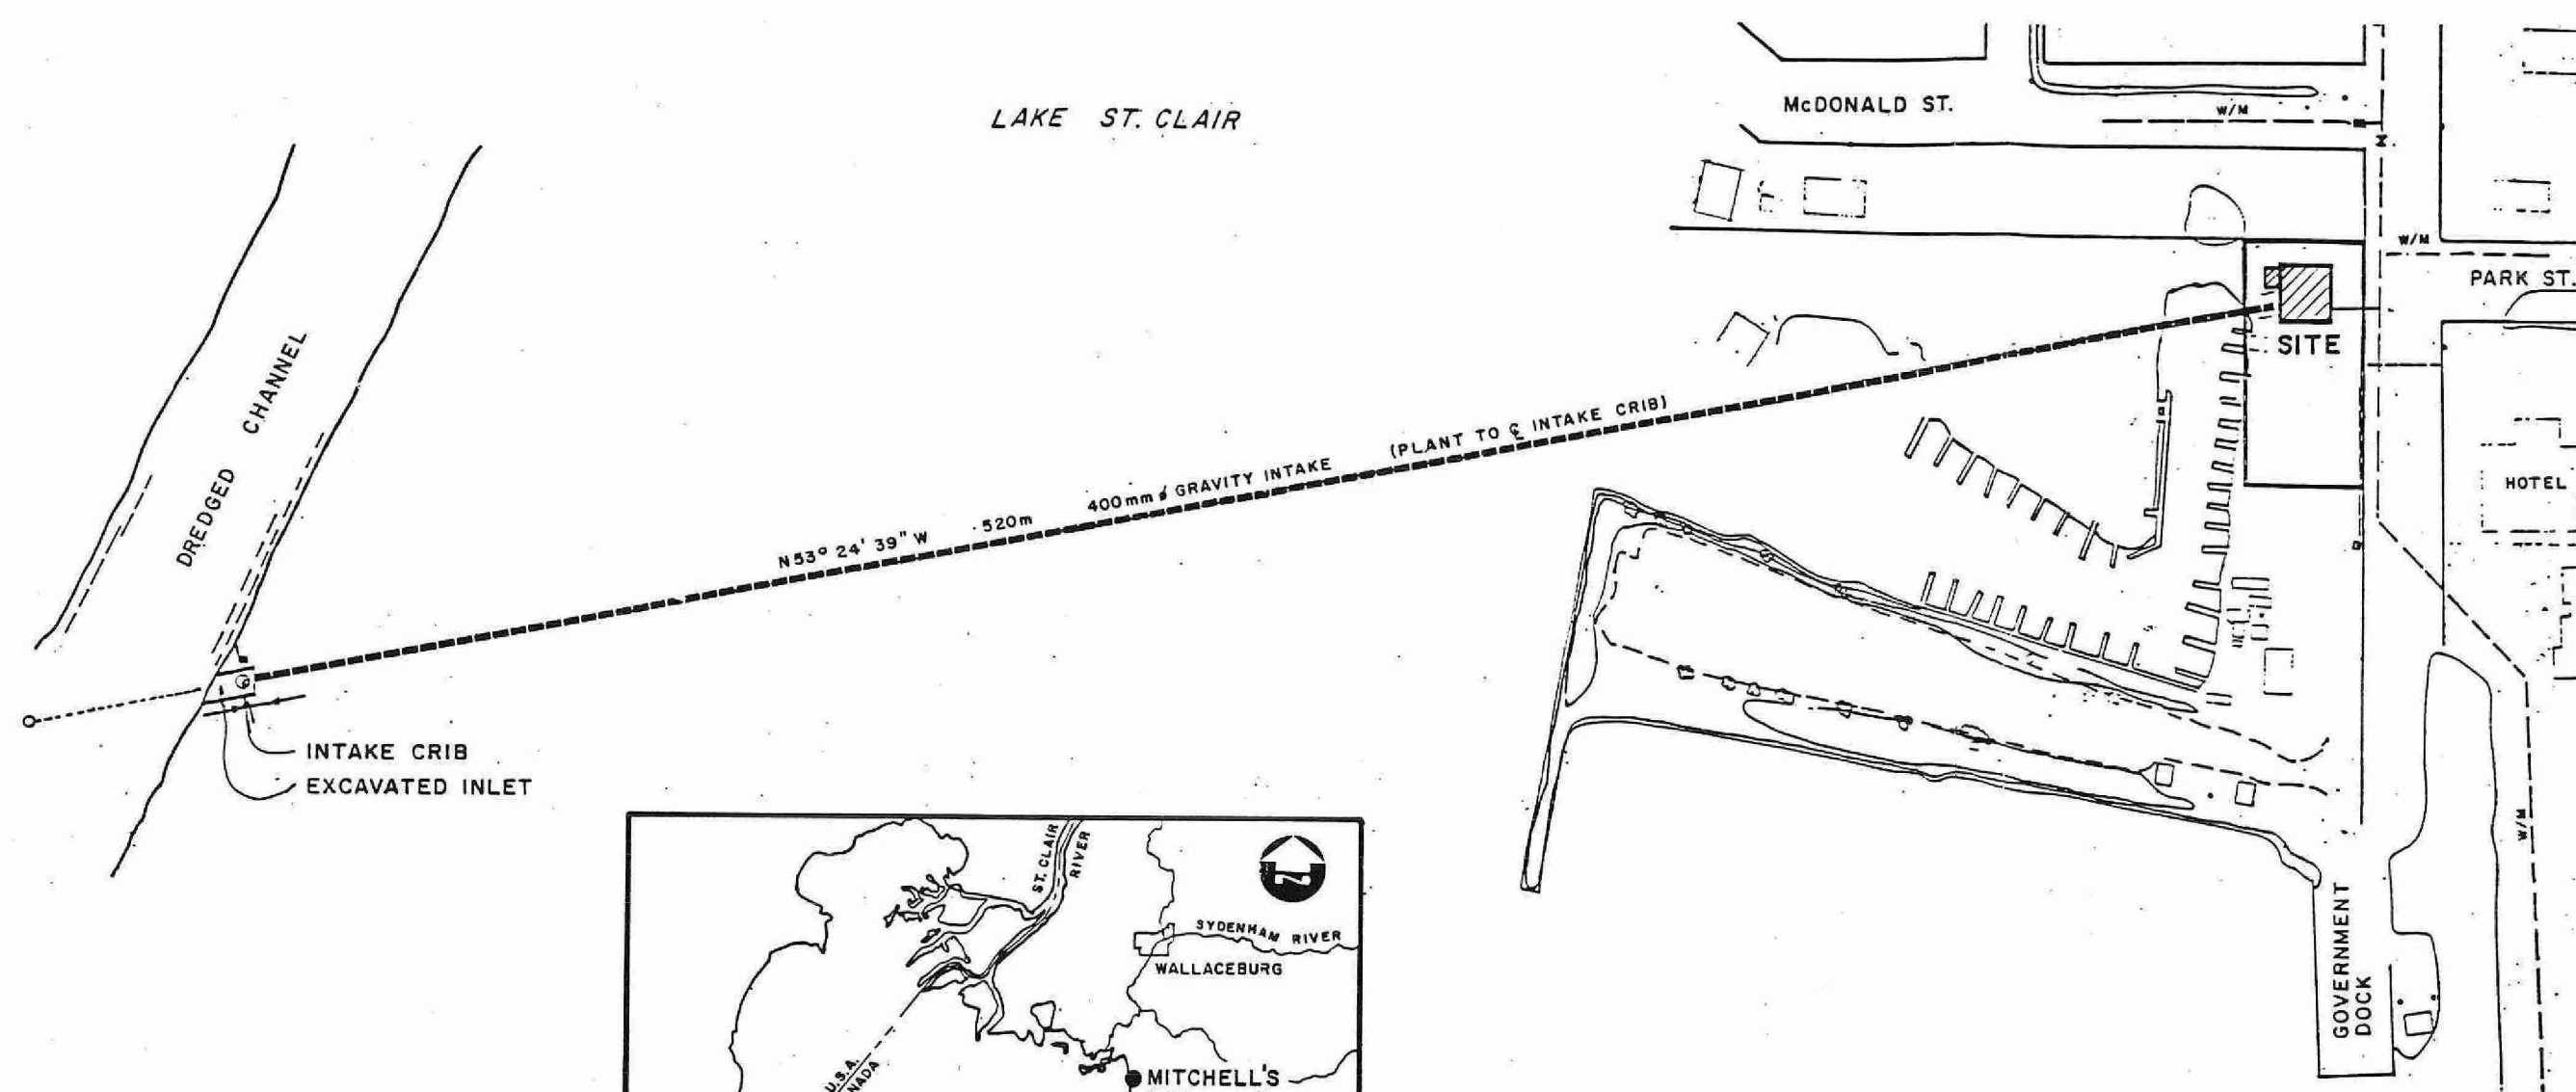 LAKE ST. CLAIR
McDONALD ST.
W/M
W/M
PARK ST.
SITE
DREDGED CHANNEL
(PLANT TO ℄ INTAKE CRIB)
400mm ø GRAVITY INTAKE
520m
N53° 24' 39" W
HOTEL
INTAKE CRIB
EXCAVATED INLET
W/M
ST. CLAIR
RIVER
N
SYDENHAM RIVER
WALLACEBURG
GOVERNMENT
DOCK
U.S.A.
NADA
MITCHELL'S